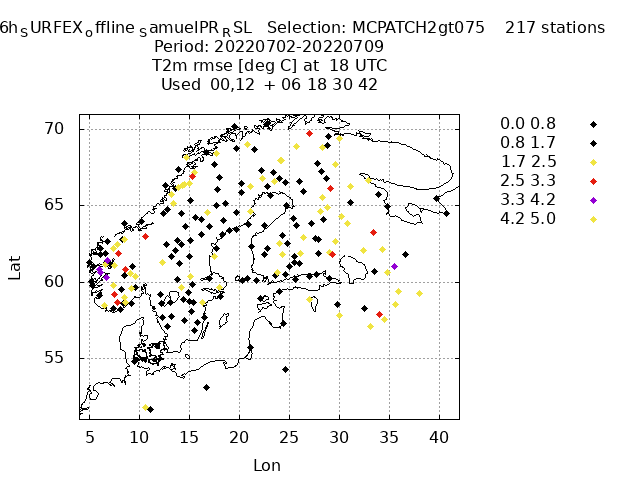 6h_SURFEX_offline_SamuelPR_RSL   Selection: MCPATCH2gt075    217 stations
Period: 20220702-20220709
T2m rmse [deg C] at  18 UTC
Used  00,12  + 06 18 30 42
0.0 0.8
0.8 1.7
1.7 2.5
2.5 3.3
3.3 4.2
4.2 5.0
70
65
60
55
Lat
5 10 15 20 25 30 35 40
Lon